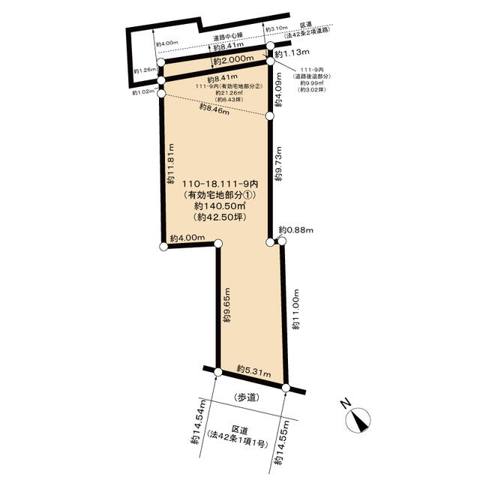 区道
(法42条2項道路)
道路中心線
約3.10m
約4.00m
約8.41m
約1.13m
約2.000m
約1.26m
111-9内
(道路後退部分)
約9.99㎡
(約3.02坪)
約8.41m
約4.09m
111-9内(有効宅地部分②)
約21.26㎡
(約6.43坪)
約1.02m
約8.46m
約11.81m
約9.73m
110-18.111-9内
(有効宅地部分①)
約140.50㎡
(約42.50坪)
約0.88m
約4.00m
約9.65m
約11.00m
約5.31m
(歩道)
N
約14.54m
区道
(法42条1項1号)
約14.55m